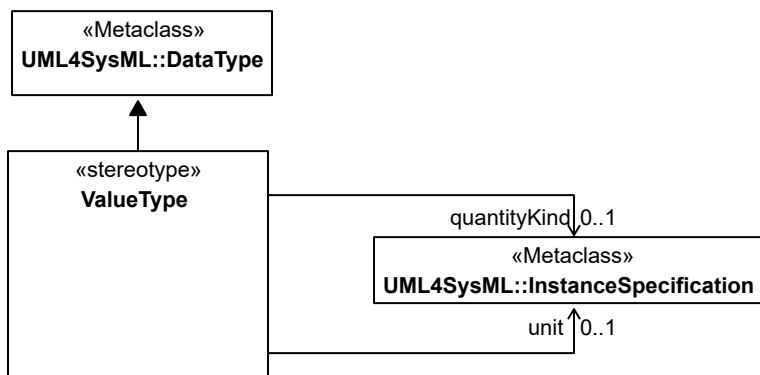 «Metaclass»
UML4SysML::DataType
«stereotype»
ValueType
quantityKind 0..1
«Metaclass»
UML4SysML::InstanceSpecification
unit 0..1